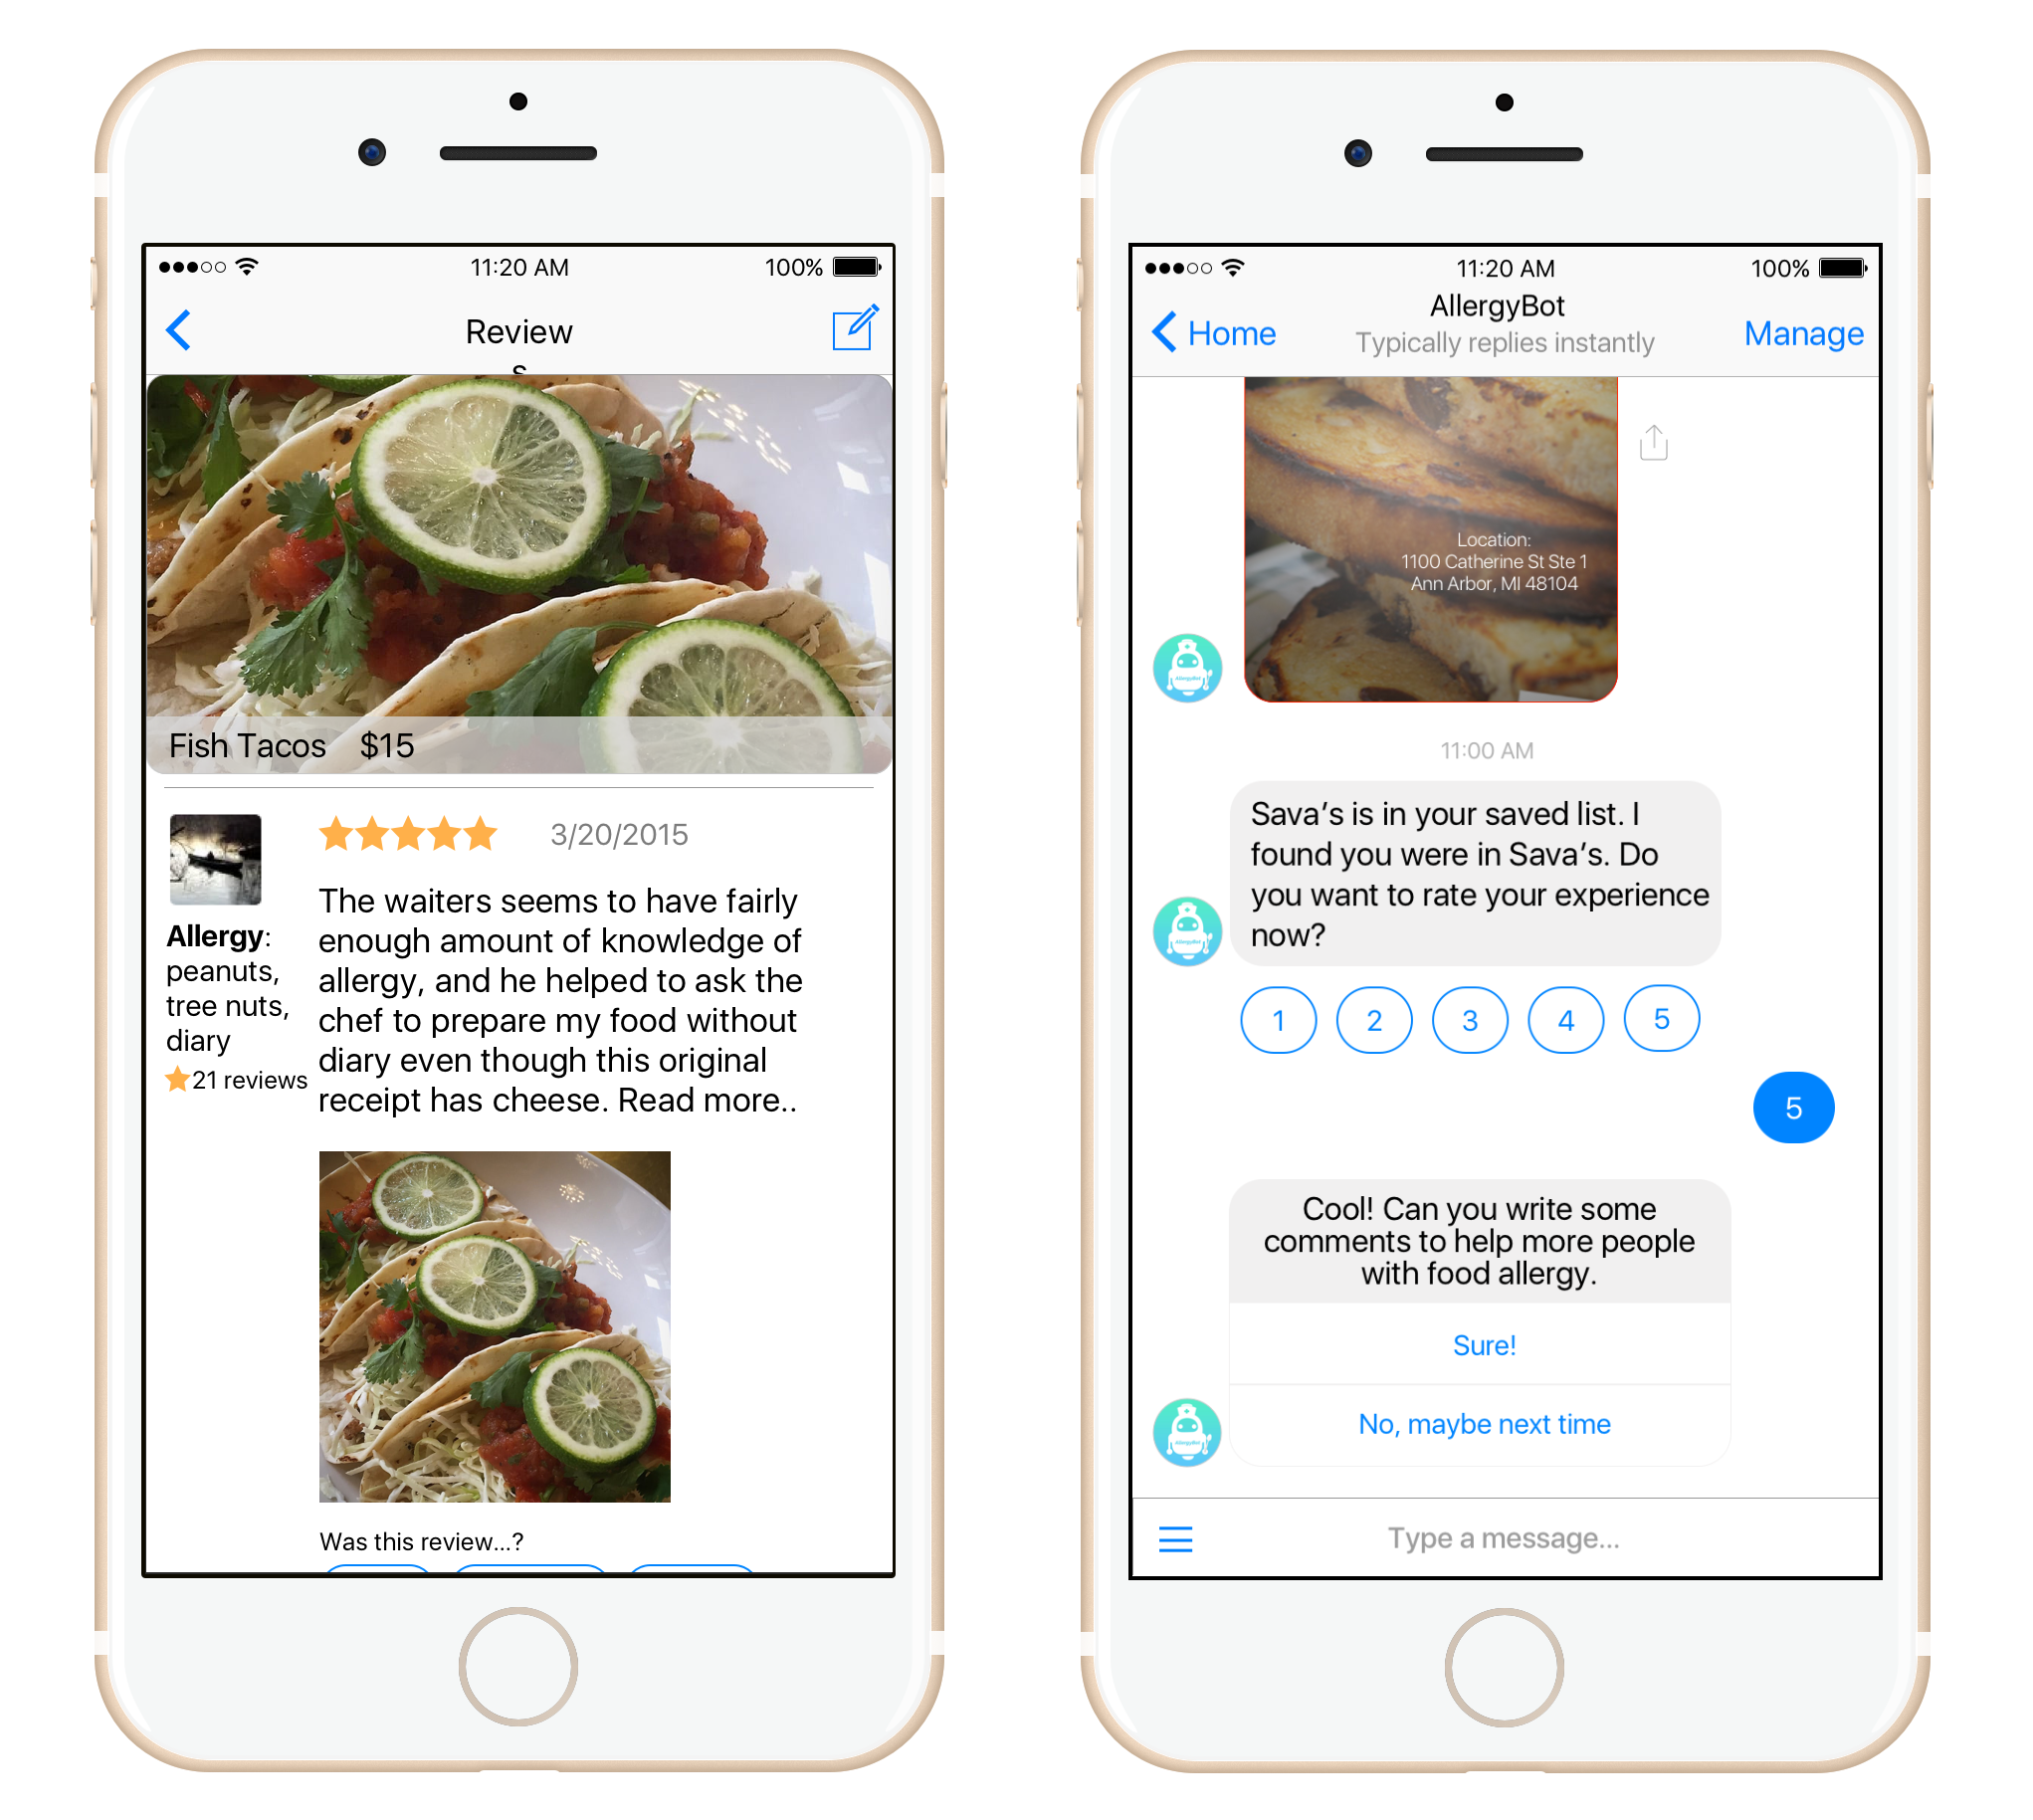 11:20 AM
100%
Review
s
Fish Tacos $15
3/20/2015
Allergy:
peanuts,
tree nuts,
diary
21 reviews
The waiters seems to have fairly
enough amount of knowledge of
allergy, and he helped to ask the
chef to prepare my food without
diary even though this original
receipt has cheese. Read more..
Was this review...?
11:20 AM
100%
Home
AllergyBot
Typically replies instantly
Manage
Location:
1100 Catherine St Ste 1
Ann Arbor, MI 48104
AllergyBot
11:00 AM
Sava’s is in your saved list. I
found you were in Sava’s. Do
you want to rate your experience
now?
AllergyBot
1 2 3 4 5
5
Cool! Can you write some
comments to help more people
with food allergy.
Sure!
No, maybe next time
AllergyBot
Type a message...